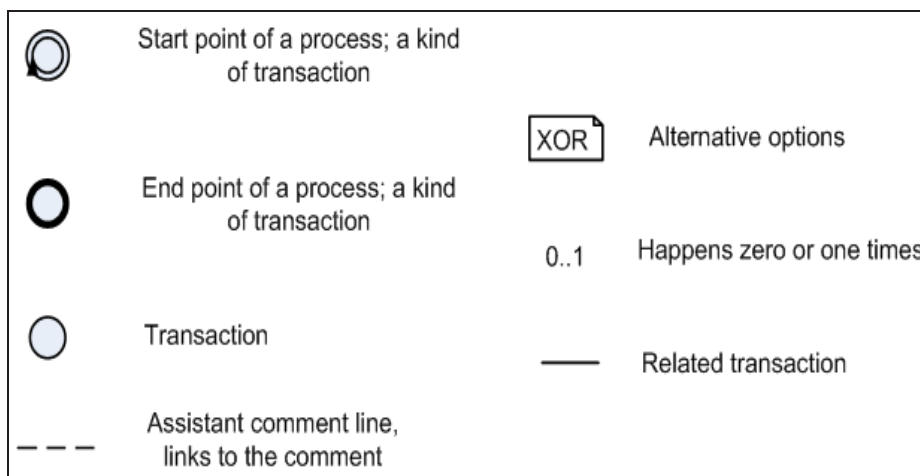 Start point of a process; a kind
of transaction
End point of a process; a kind
of transaction
Transaction
Assistant comment line,
links to the comment
XOR
Alternative options
0..1
Happens zero or one times
Related transaction